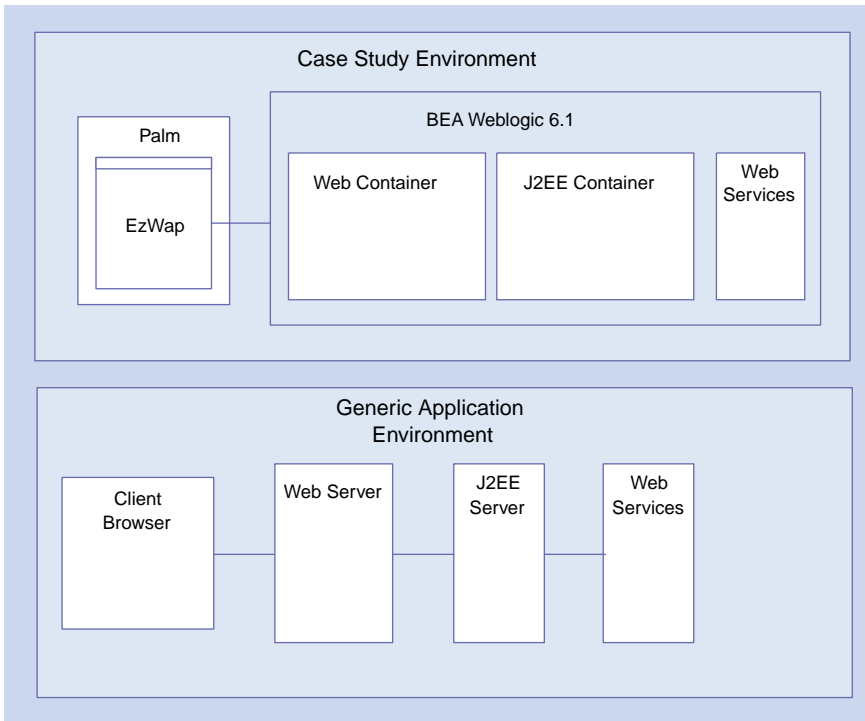 Case Study Environment
BEA Weblogic 6.1
Palm
EzWap
Web Container
J2EE Container
Web
Services
Generic Application
Environment
Client
Browser
Web Server
J2EE
Server
Web
Services